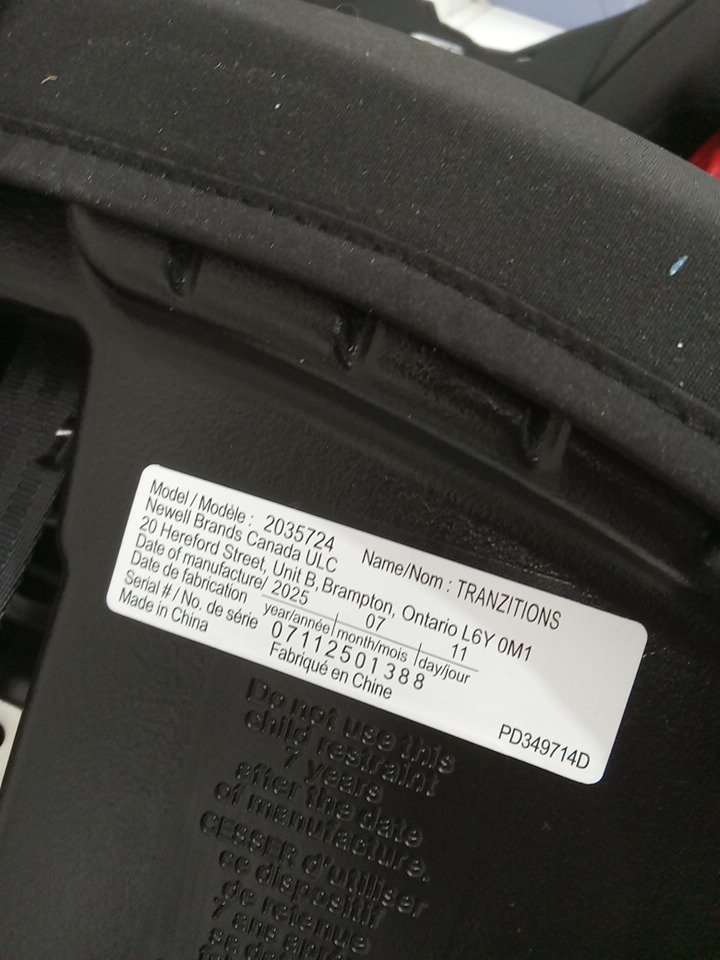 Model / Modèle : 2035724 Name/Nom : TRANZITIONS
Newell Brands Canada ULC
20 Hereford Street, Unit B, Brampton, Ontario L6Y 0M1
Date of manufacture/ 2025 07 11
Date de fabrication year/année month/mois day/jour
Serial # / No. de série 07112501388
Made in China Fabriqué en Chine
PD349714D
Do not use this
child restraint
7 years
after the date
of manufacture.
CESSER d'utiliser
ce dispositif
de retenue
7 ans après